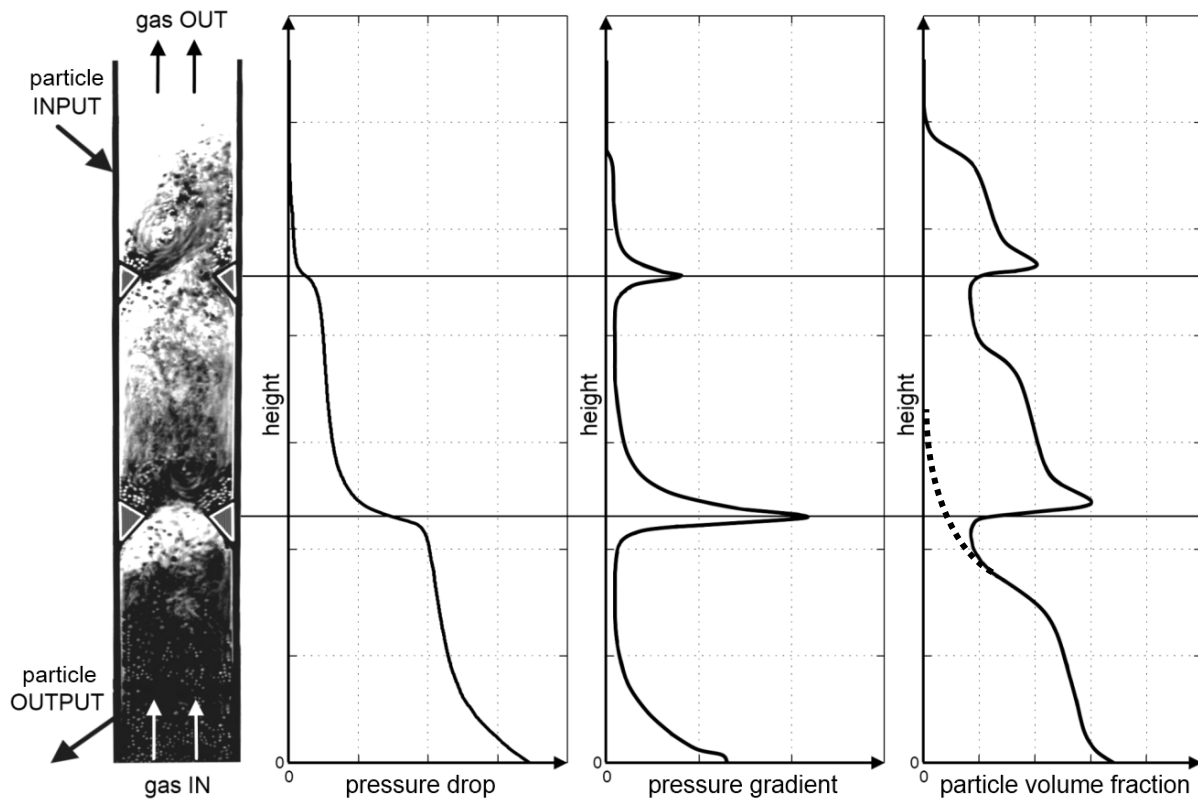 gas OUT
particle
INPUT
particle
OUTPUT
gas IN
height
0
0
pressure drop
height
0
0
pressure gradient
height
0
0
particle volume fraction